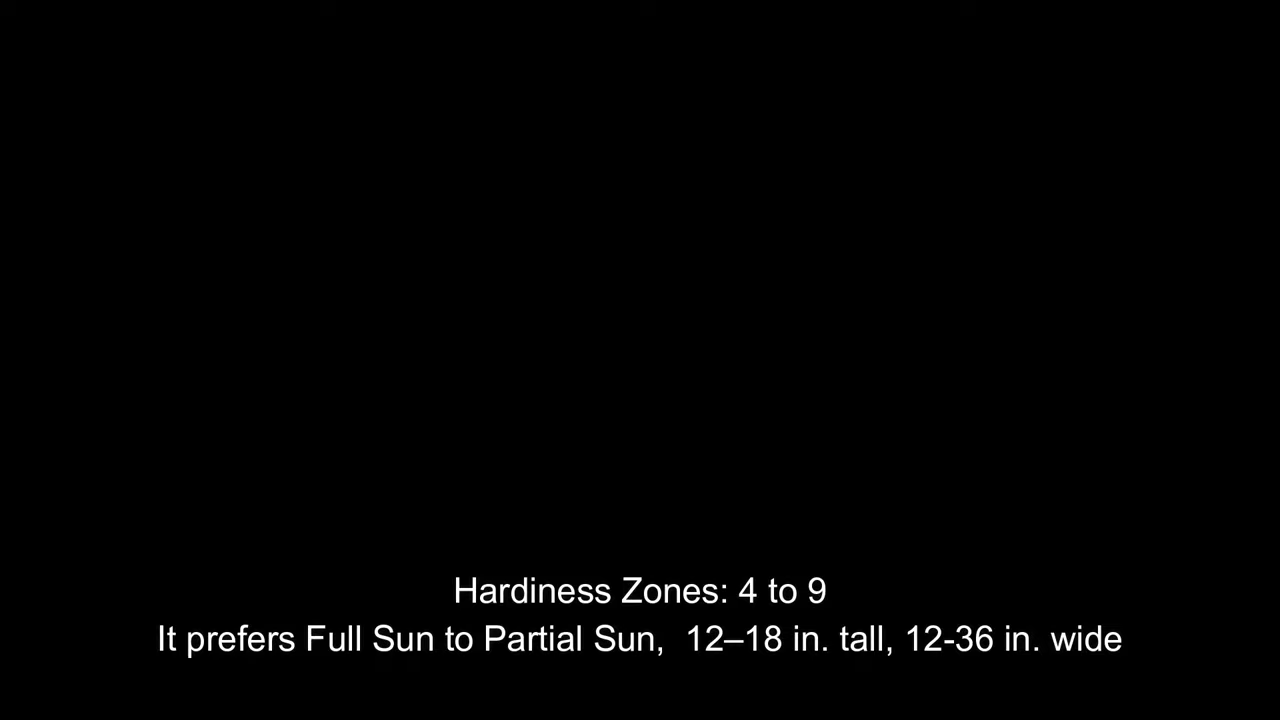 Hardiness Zones: 4 to 9
It prefers Full Sun to Partial Sun,  12–18 in. tall, 12-36 in. wide